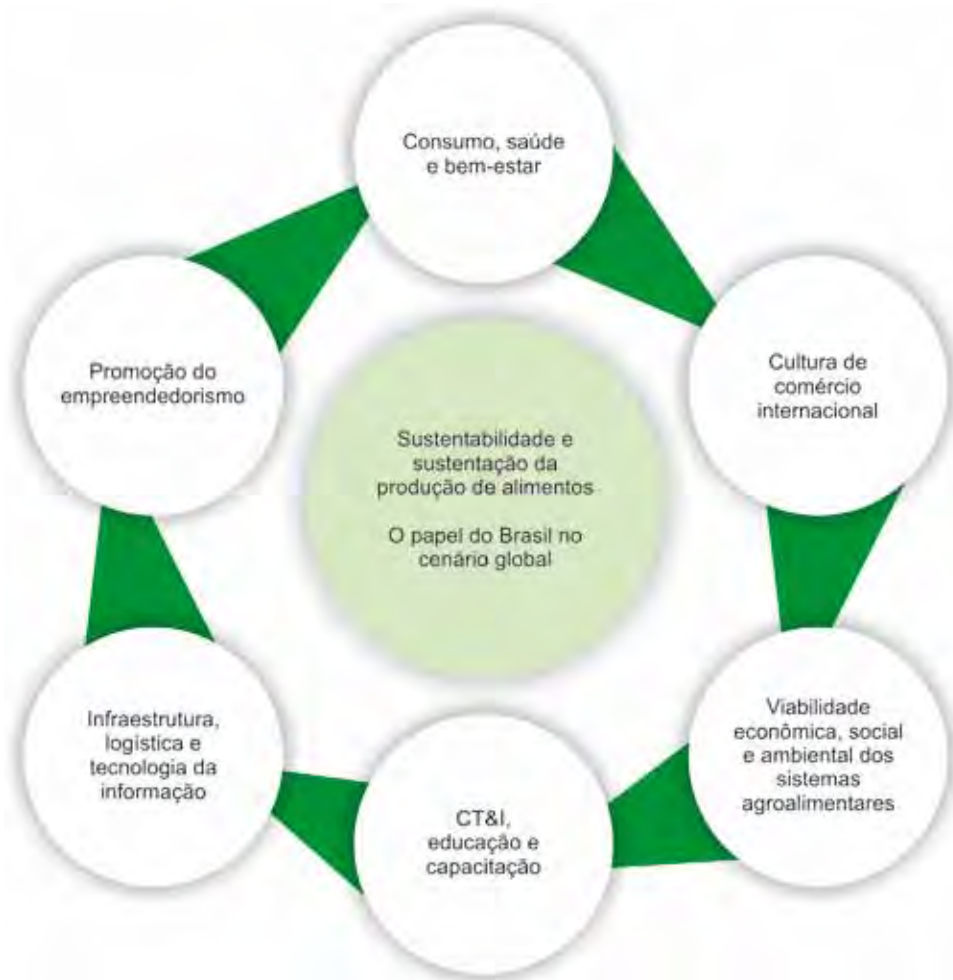 Consumo, saúde
e bem-estar
Cultura de
comércio
internacional
Viabilidade
econômica, social
e ambiental dos
sistemas
agroalimentares
CT&I,
educação e
capacitação
Infraestrutura,
logística e
tecnologia da
informação
Promoção do
empreendedorismo
Sustentabilidade e
sustentação da
produção de alimentos
O papel do Brasil no
cenário global